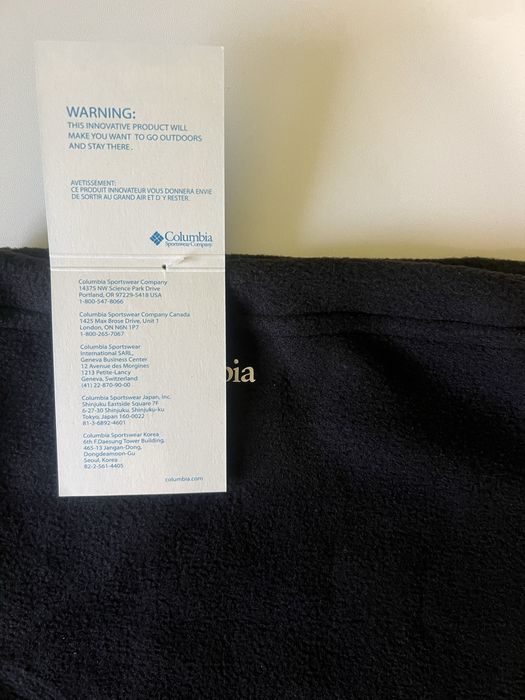 WARNING:
THIS INNOVATIVE PRODUCT WILL
MAKE YOU WANT TO GO OUTDOORS
AND STAY THERE.
AVETISSEMENT:
CE PRODUIT INNOVATEUR VOUS DONNERA ENVIE
DE SORTIR AU GRAND AIR ET D'Y RESTER.
Columbia
Sportswear Company
Columbia Sportswear Company
14375 NW Science Park Drive
Portland, OR 97229-5418 USA
1-800-547-8066
Columbia Sportswear Company Canada
1425 Max Brose Drive, Unit 1
London, ON N6N 1P7
1-800-265-7067
Columbia Sportswear
International SARL,
Geneva Business Center
12 Avenue des Morgines
1213 Petite-Lancy
Geneva, Switzerland
(41) 22-870-90-00
Columbia Sportswear Japan, Inc.
Shinjuku Eastside Square 7F
6-27-30 Shinjuku, Shinjuku-ku
Tokyo, Japan 160-0022
81-3-6892-4601
Columbia Sportswear Korea
6th F.Daesung Tower Building,
465-13 Jangan-Dong,
Dongdeamoon-Gu
Seoul, Korea
82-2-561-4405
columbia.com
bia